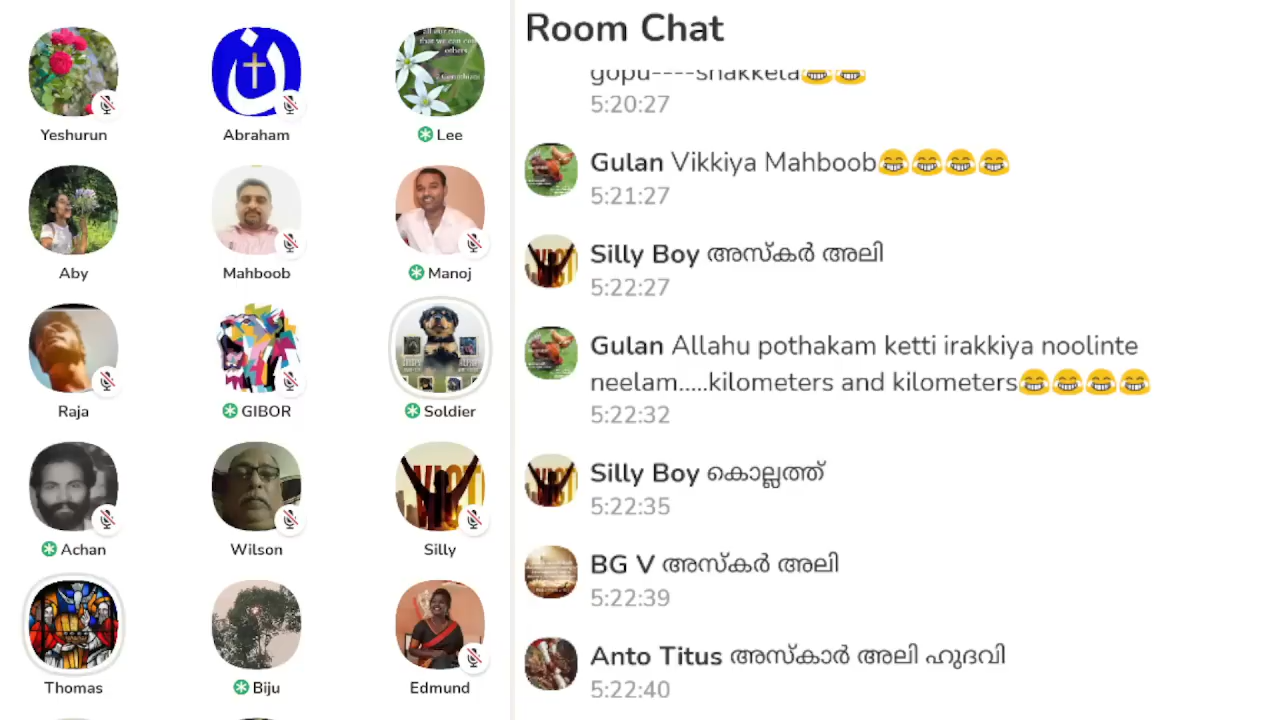 Room Chat
gopu----shakkela😂😂
5:20:27
Gulan Vikkiya Mahboob😂😂😂😂
5:21:27
Silly Boy അസ്കർ അലി
5:22:27
Gulan Allahu pothakam ketti irakkiya noolinte
neelam.....kilometers and kilometers😂😂😂😂
5:22:32
Silly Boy കൊല്ലത്ത്
5:22:35
BG V അസ്കർ അലി
5:22:39
Anto Titus അസ്കാർ അലി ഹുദവി
5:22:40
Yeshurun
Abraham
Lee
Aby
Mahboob
Manoj
Raja
GIBOR
Soldier
Achan
Wilson
Silly
Thomas
Biju
Edmund